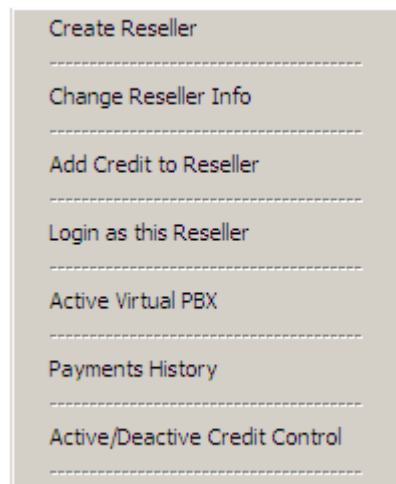 Create Reseller
Change Reseller Info
Add Credit to Reseller
Login as this Reseller
Active Virtual PBX
Payments History
Active/Deactive Credit Control